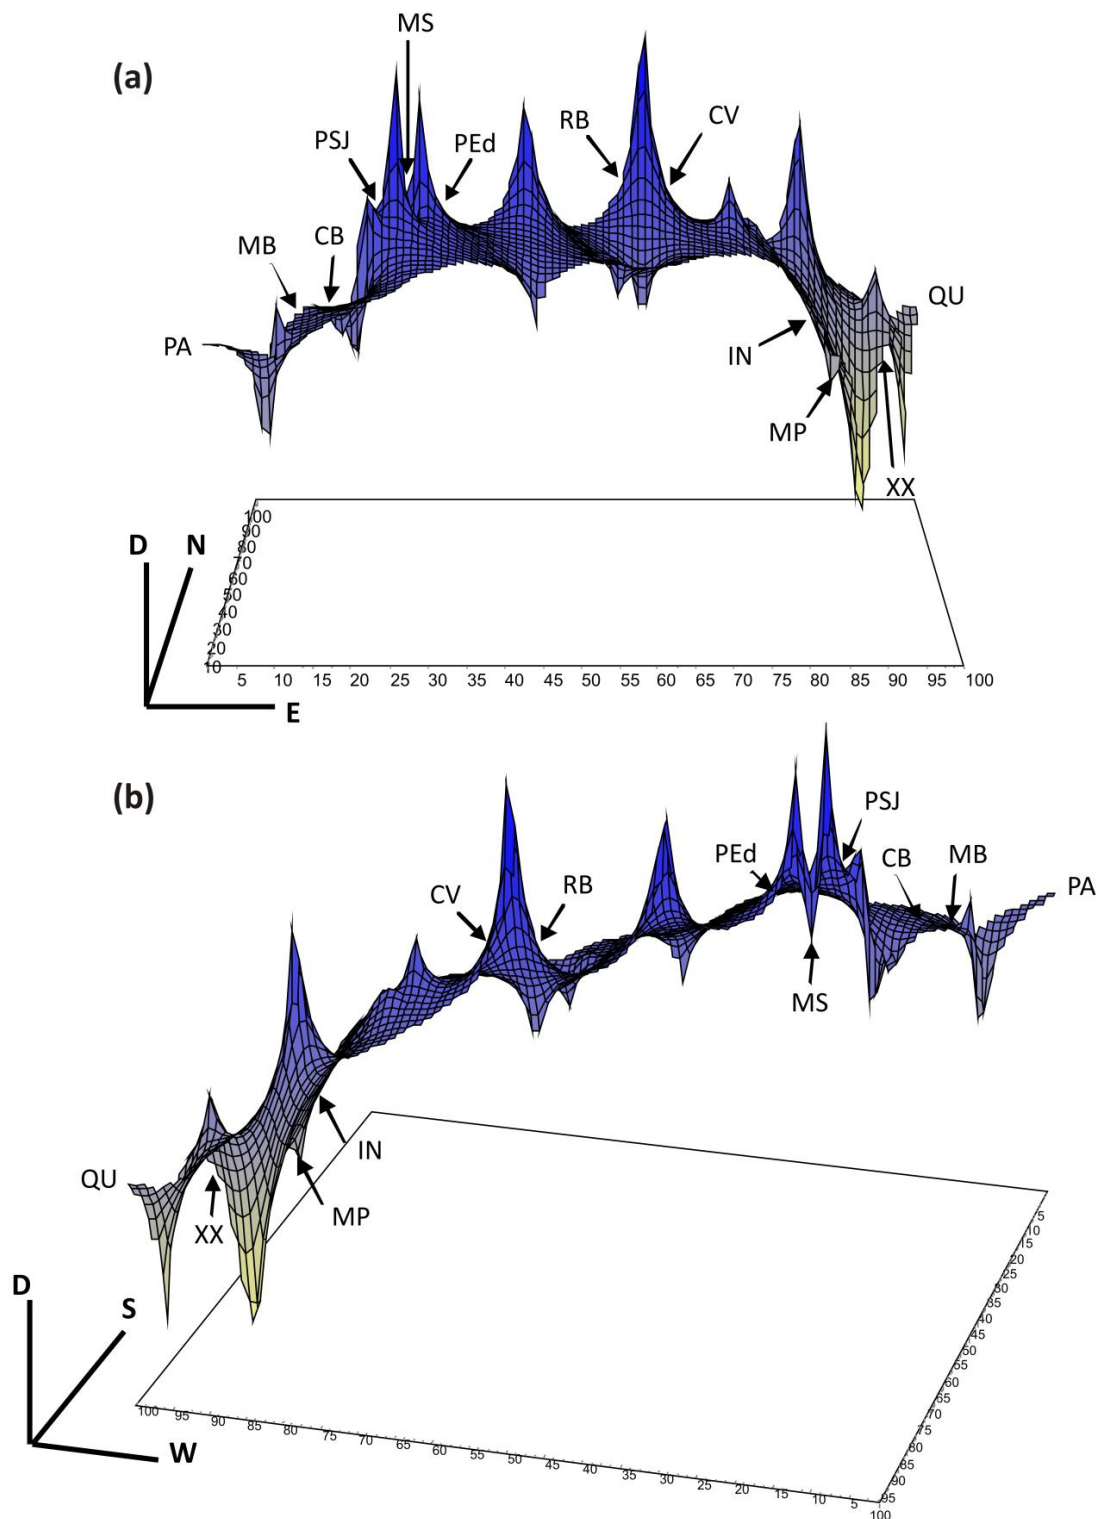 MS
(a)
CV
RB
PSJ
PEd
CB
MB
QU
PA
IN
MP
XX
100
90
80
70
60
50
40
30
20
10
D N
E
5 10 15 20 25 30 35 40 45 50 55 60 65 70 75 80 85 90 95 100
(b)
PSJ
PEd
CB MB
CV RB
PA
MS
IN
QU
MP
XX
D
S
W
5
10
15
20
25
30
35
40
45
50
55
60
65
70
75
80
85
90
95
100
100 95 90 85 80 75 70 65 60 55 50 45 40 35 30 25 20 15 10 5